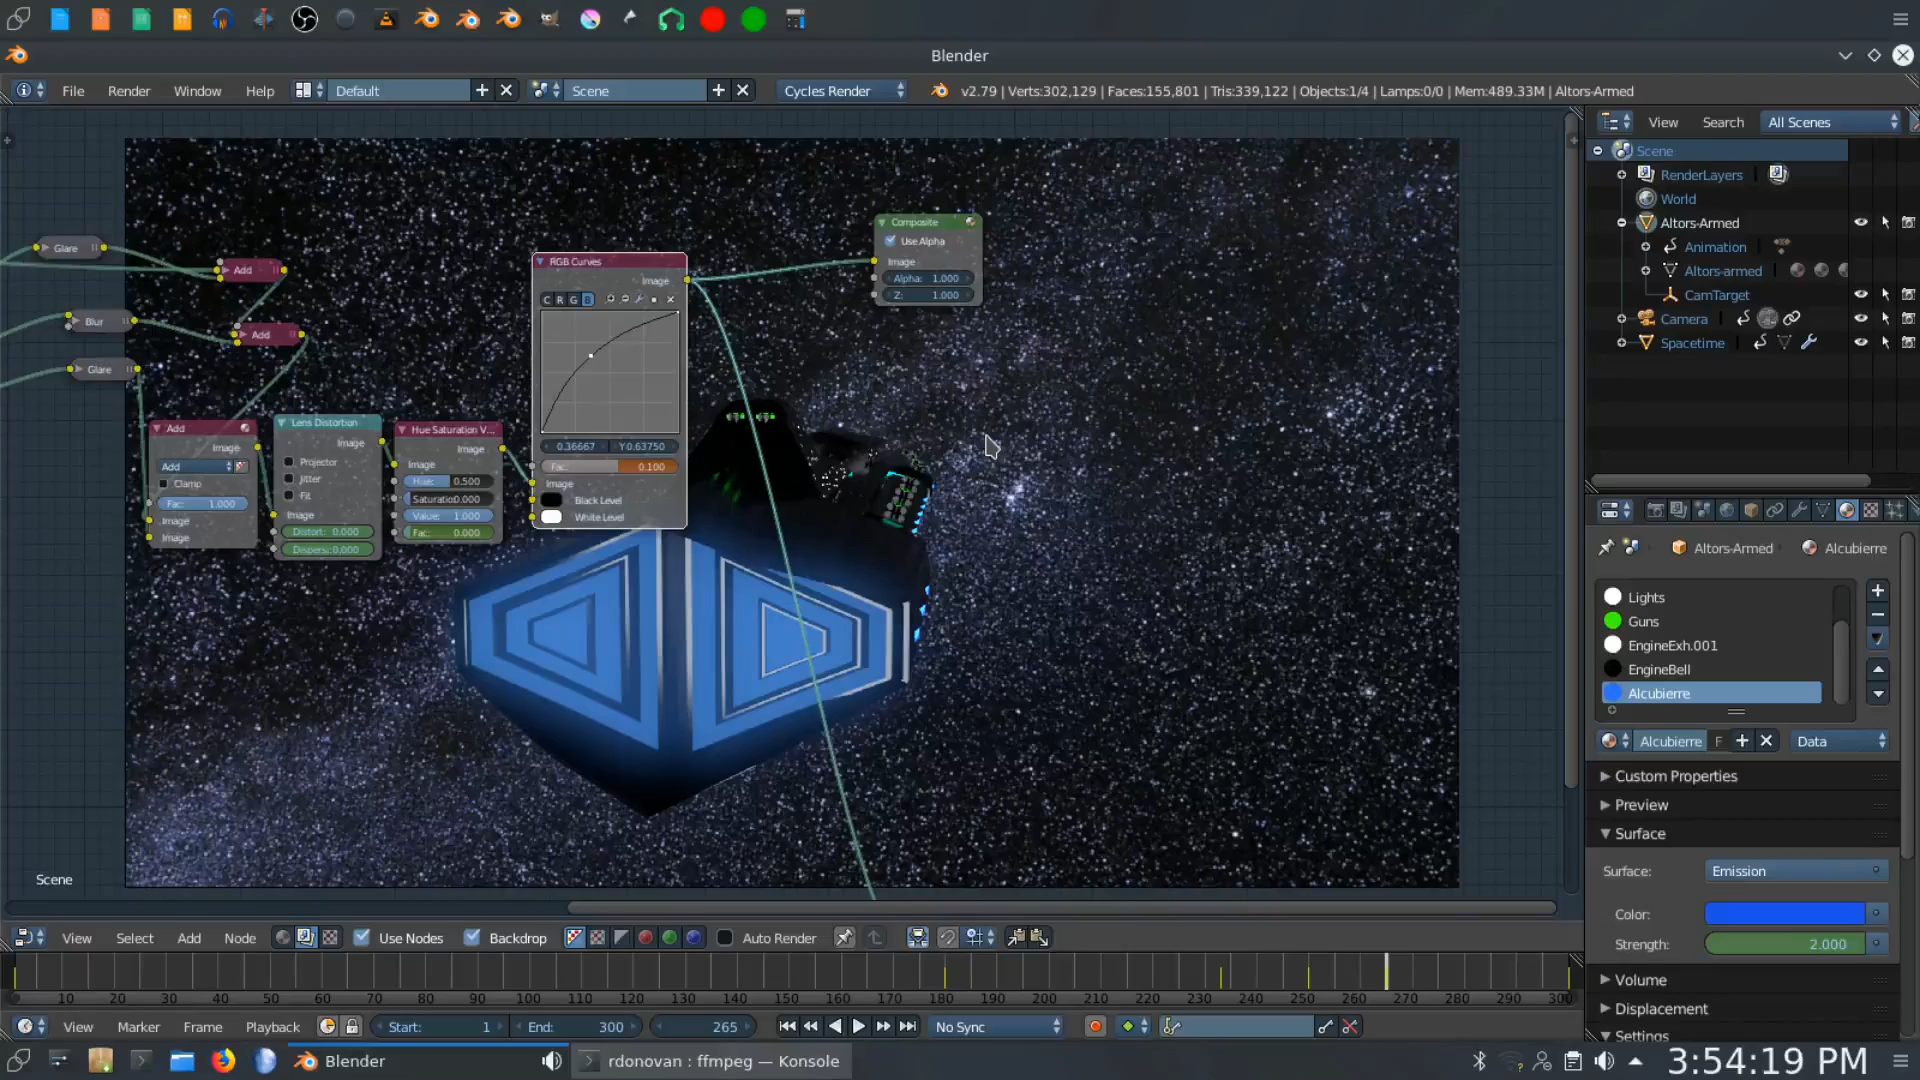 Blender
File Render Window Help Default Scene Cycles Render v2.79 | Verts:302,129 | Faces:155,801 | Tris:339,122 | Objects:1/4 | Lamps:0/0 | Mem:489.33M | Altors-Armed
View Search All Scenes
Scene
RenderLayers
World
Altors-Armed
Animation
Altors-armed
CamTarget
Camera
Spacetime
Glare
Add
Blur
Add
Glare
Add
Image
Add
Clamp
Fac: 1.000
Image
Image
Lens Distortion
Image
Projector
Jitter
Fit
Image
Distort: 0.000
Dispersi:0.000
Hue Saturation V...
Image
Image
Hue: 0.500
Saturatio0.000
Value: 1.000
Fac: 0.000
RGB Curves
Image
C R G B
0.36667 Y 0.63750
Fac: 0.100
Image
Black Level
White Level
Composite
Use Alpha
Image
Alpha: 1.000
Z: 1.000
Scene
Altors-Armed Alcubierre
Lights
Guns
EngineExh.001
EngineBell
Alcubierre
Alcubierre F Data
Custom Properties
Preview
Surface
Surface: Emission
Color:
Strength: 2.000
Volume
Displacement
Settings
View Select Add Node Use Nodes Backdrop Auto Render
10 20 30 40 50 60 70 80 90 100 110 120 130 140 150 160 170 180 190 200 210 220 230 240 250 260 270 280 290 300
View Marker Frame Playback Start: 1 End: 300 265 No Sync
Blender rdonovan : ffmpeg — Konsole 3:54:19 PM